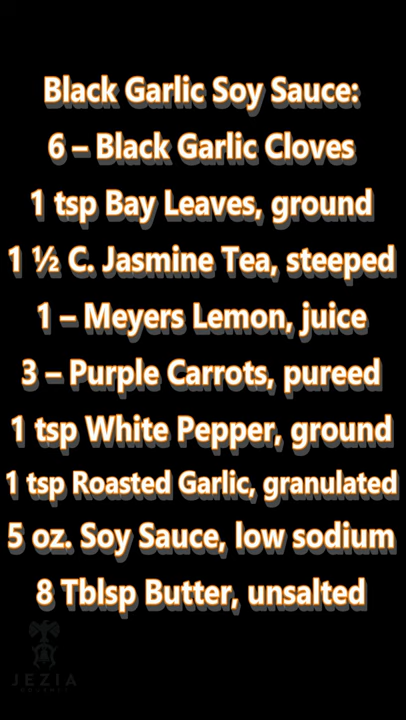 Black Garlic Soy Sauce:
6 – Black Garlic Cloves
1 tsp Bay Leaves, ground
1 ½ C. Jasmine Tea, steeped
1 – Meyers Lemon, juice
3 – Purple Carrots, pureed
1 tsp White Pepper, ground
1 tsp Roasted Garlic, granulated
5 oz. Soy Sauce, low sodium
8 Tblsp Butter, unsalted
JEZIA